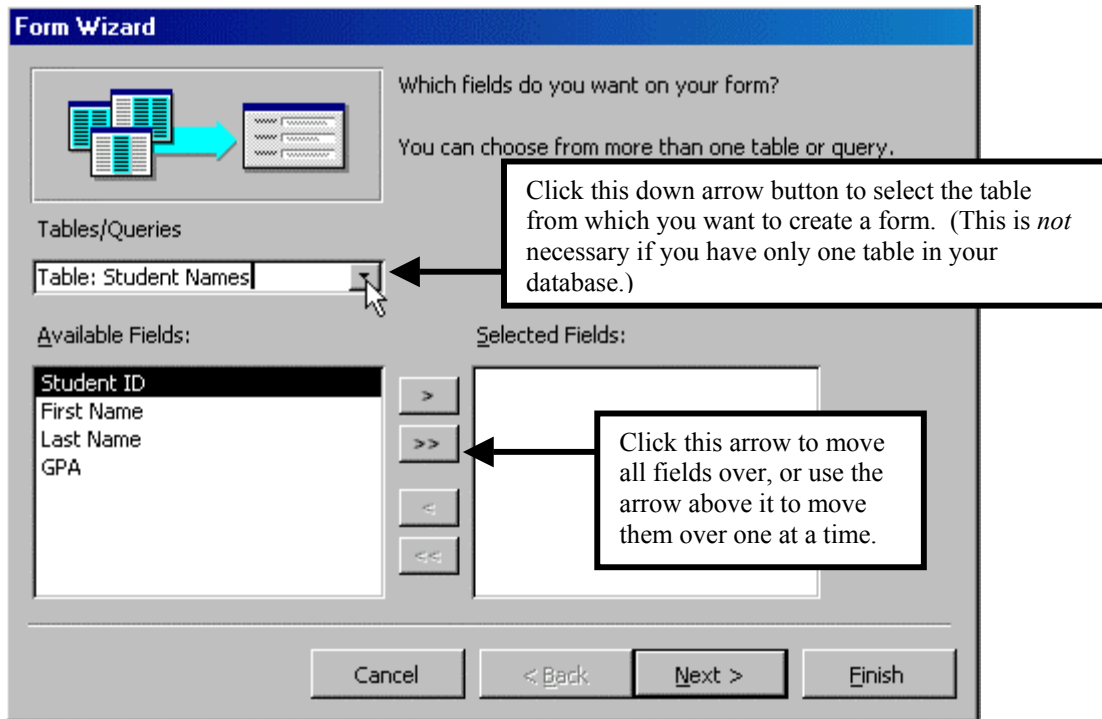 Form Wizard
Which fields do you want on your form?
You can choose from more than one table or query.
Click this down arrow button to select the table
from which you want to create a form.  (This is not
necessary if you have only one table in your
database.)
Tables/Queries
Table: Student Names
Available Fields:
Selected Fields:
Student ID
First Name
Last Name
GPA
>
>>
<
<<
Click this arrow to move
all fields over, or use the
arrow above it to move
them over one at a time.
Cancel
< Back
Next >
Finish